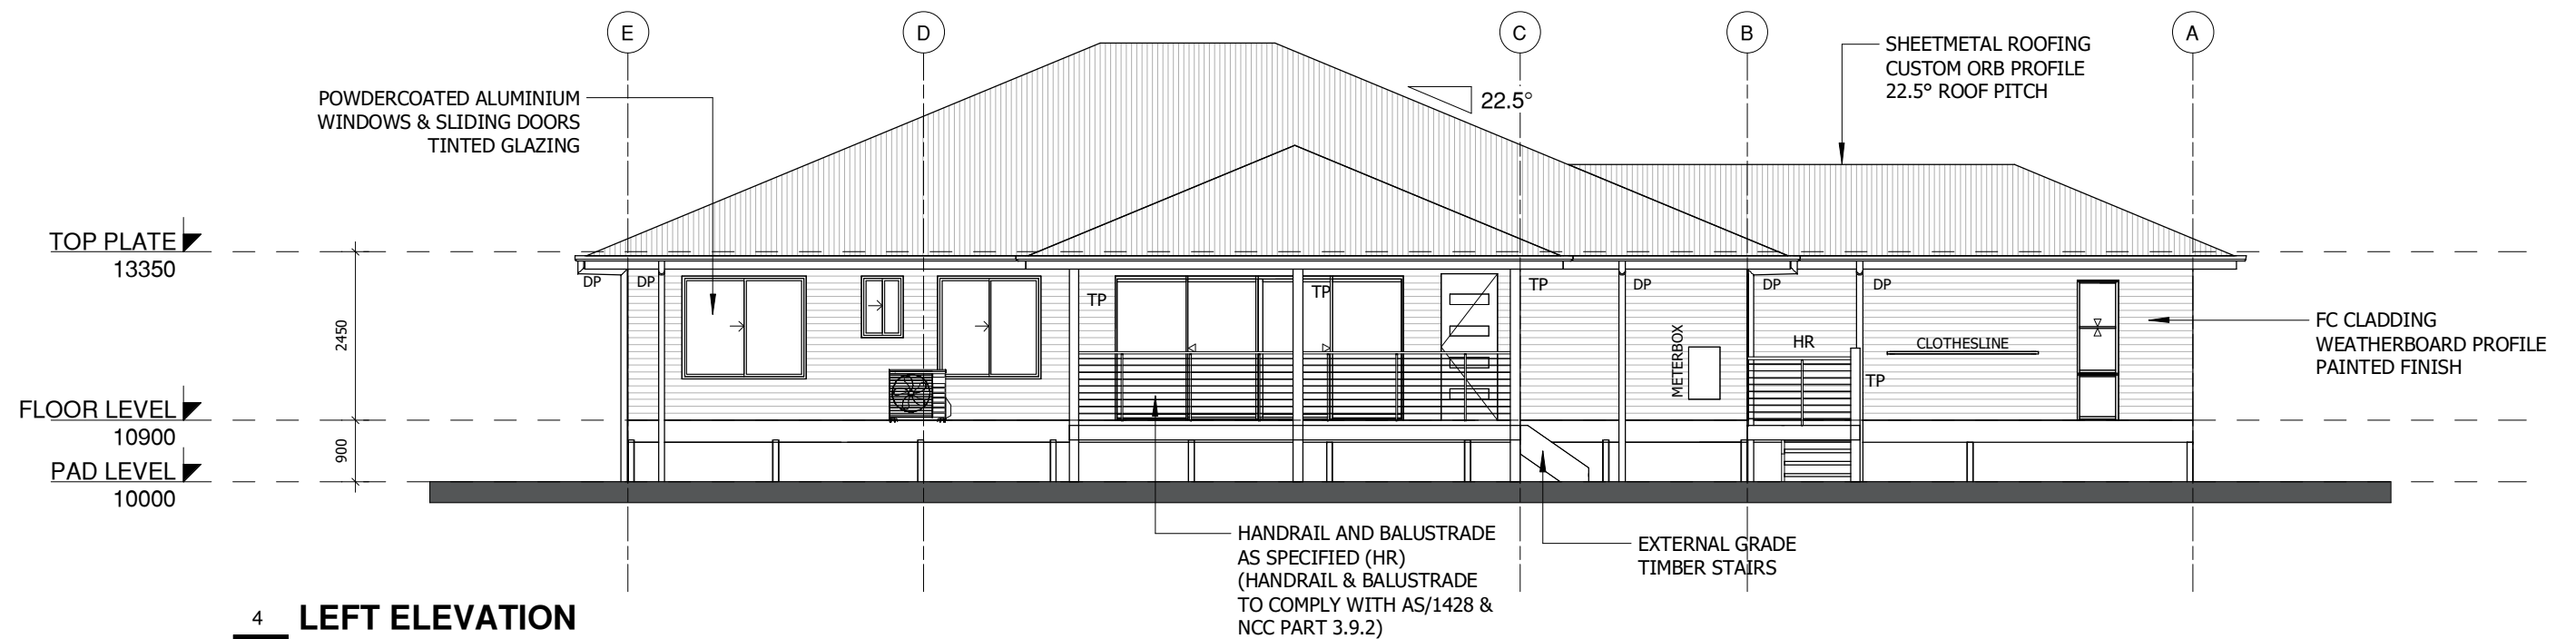 E
D
C
B
A
POWDERCOATED ALUMINIUM
WINDOWS & SLIDING DOORS
TINTED GLAZING
22.5°
SHEETMETAL ROOFING
CUSTOM ORB PROFILE
22.5° ROOF PITCH
TOP PLATE
13350
2450
FLOOR LEVEL
10900
900
PAD LEVEL
10000
DP
DP
TP
TP
TP
DP
DP
DP
METERBOX
HR
CLOTHESLINE
TP
FC CLADDING
WEATHERBOARD PROFILE
PAINTED FINISH
HANDRAIL AND BALUSTRADE
AS SPECIFIED (HR)
(HANDRAIL & BALUSTRADE
TO COMPLY WITH AS/1428 &
NCC PART 3.9.2)
EXTERNAL GRADE
TIMBER STAIRS
4 LEFT ELEVATION